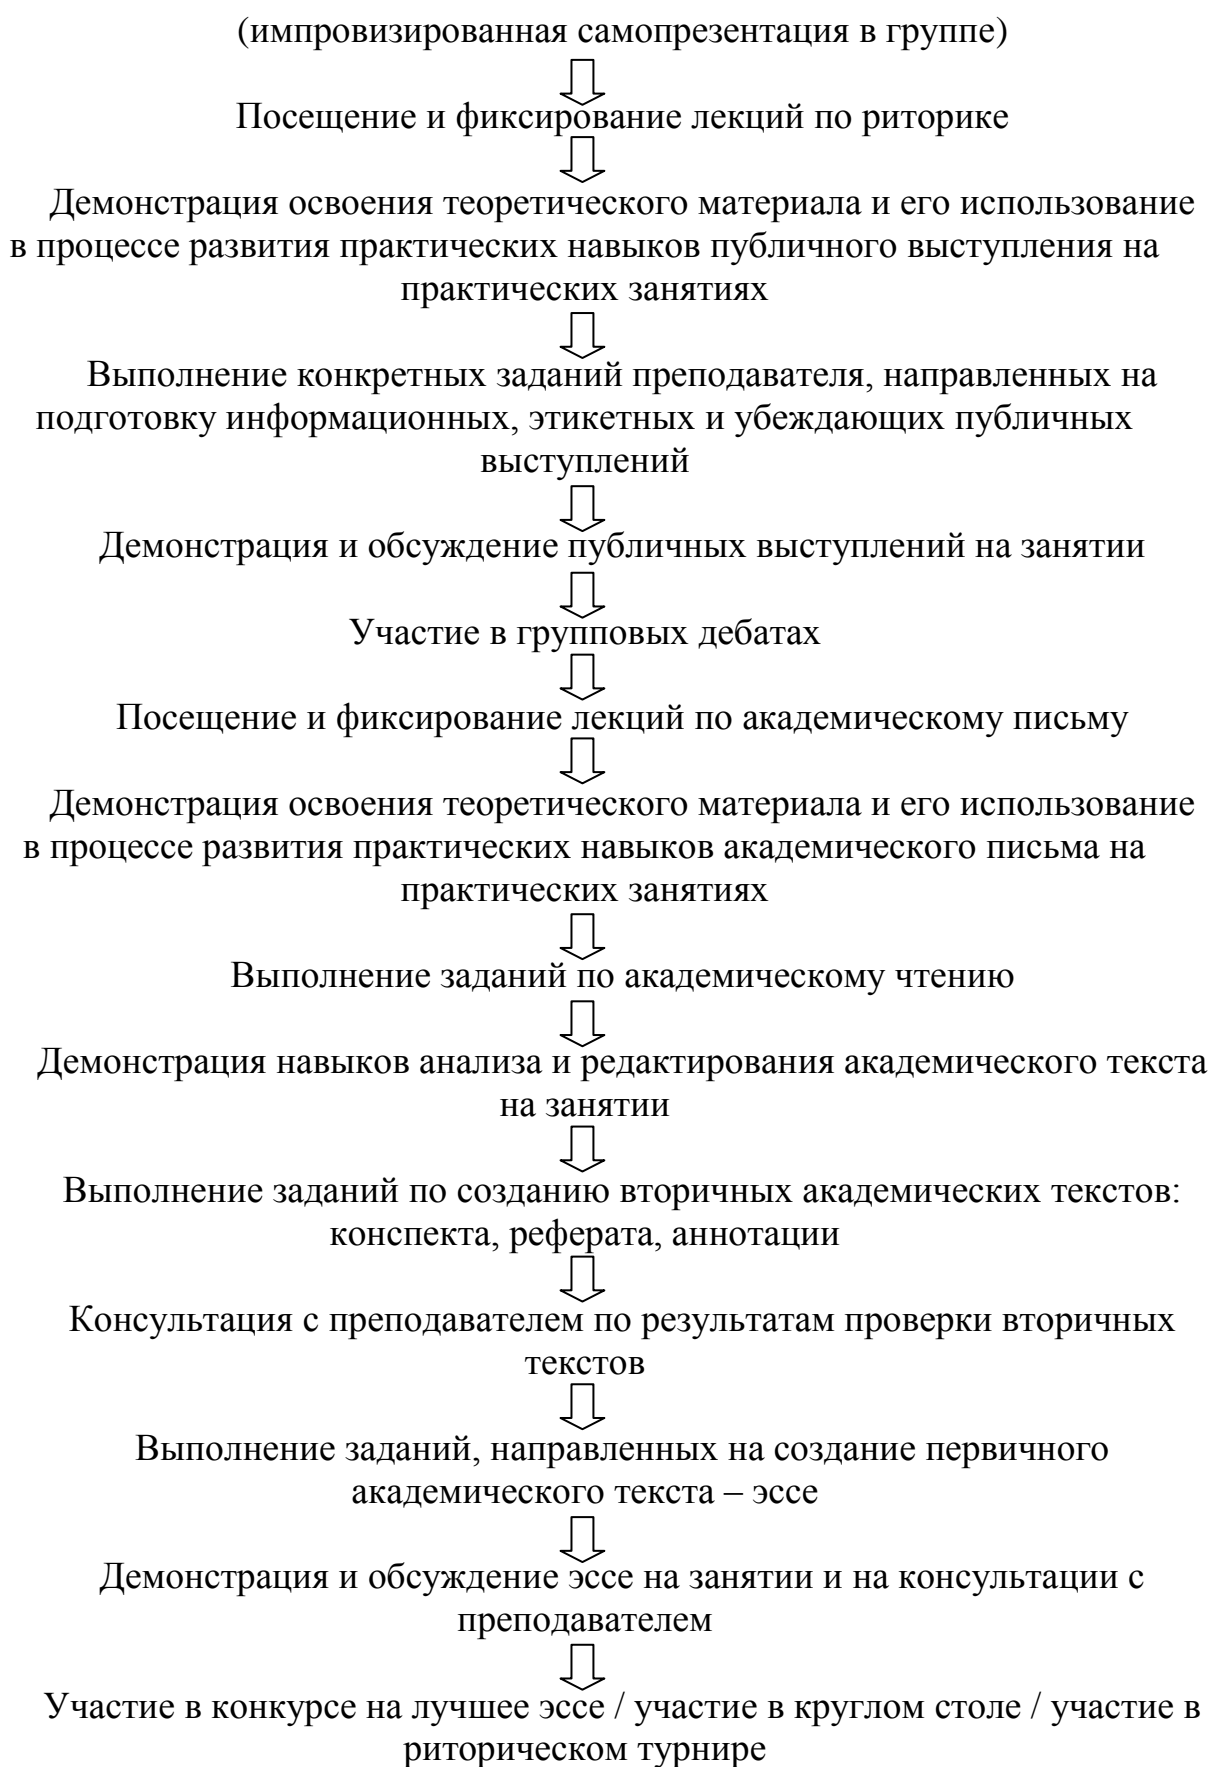 (импровизированная самопрезентация в группе)
Посещение и фиксирование лекций по риторике
Демонстрация освоения теоретического материала и его использование
в процессе развития практических навыков публичного выступления на
практических занятиях
Выполнение конкретных заданий преподавателя, направленных на
подготовку информационных, этикетных и убеждающих публичных
выступлений
Демонстрация и обсуждение публичных выступлений на занятии
Участие в групповых дебатах
Посещение и фиксирование лекций по академическому письму
Демонстрация освоения теоретического материала и его использование
в процессе развития практических навыков академического письма на
практических занятиях
Выполнение заданий по академическому чтению
Демонстрация навыков анализа и редактирования академического текста
на занятии
Выполнение заданий по созданию вторичных академических текстов:
конспекта, реферата, аннотации
Консультация с преподавателем по результатам проверки вторичных
текстов
Выполнение заданий, направленных на создание первичного
академического текста – эссе
Демонстрация и обсуждение эссе на занятии и на консультации с
преподавателем
Участие в конкурсе на лучшее эссе / участие в круглом столе / участие в
риторическом турнире